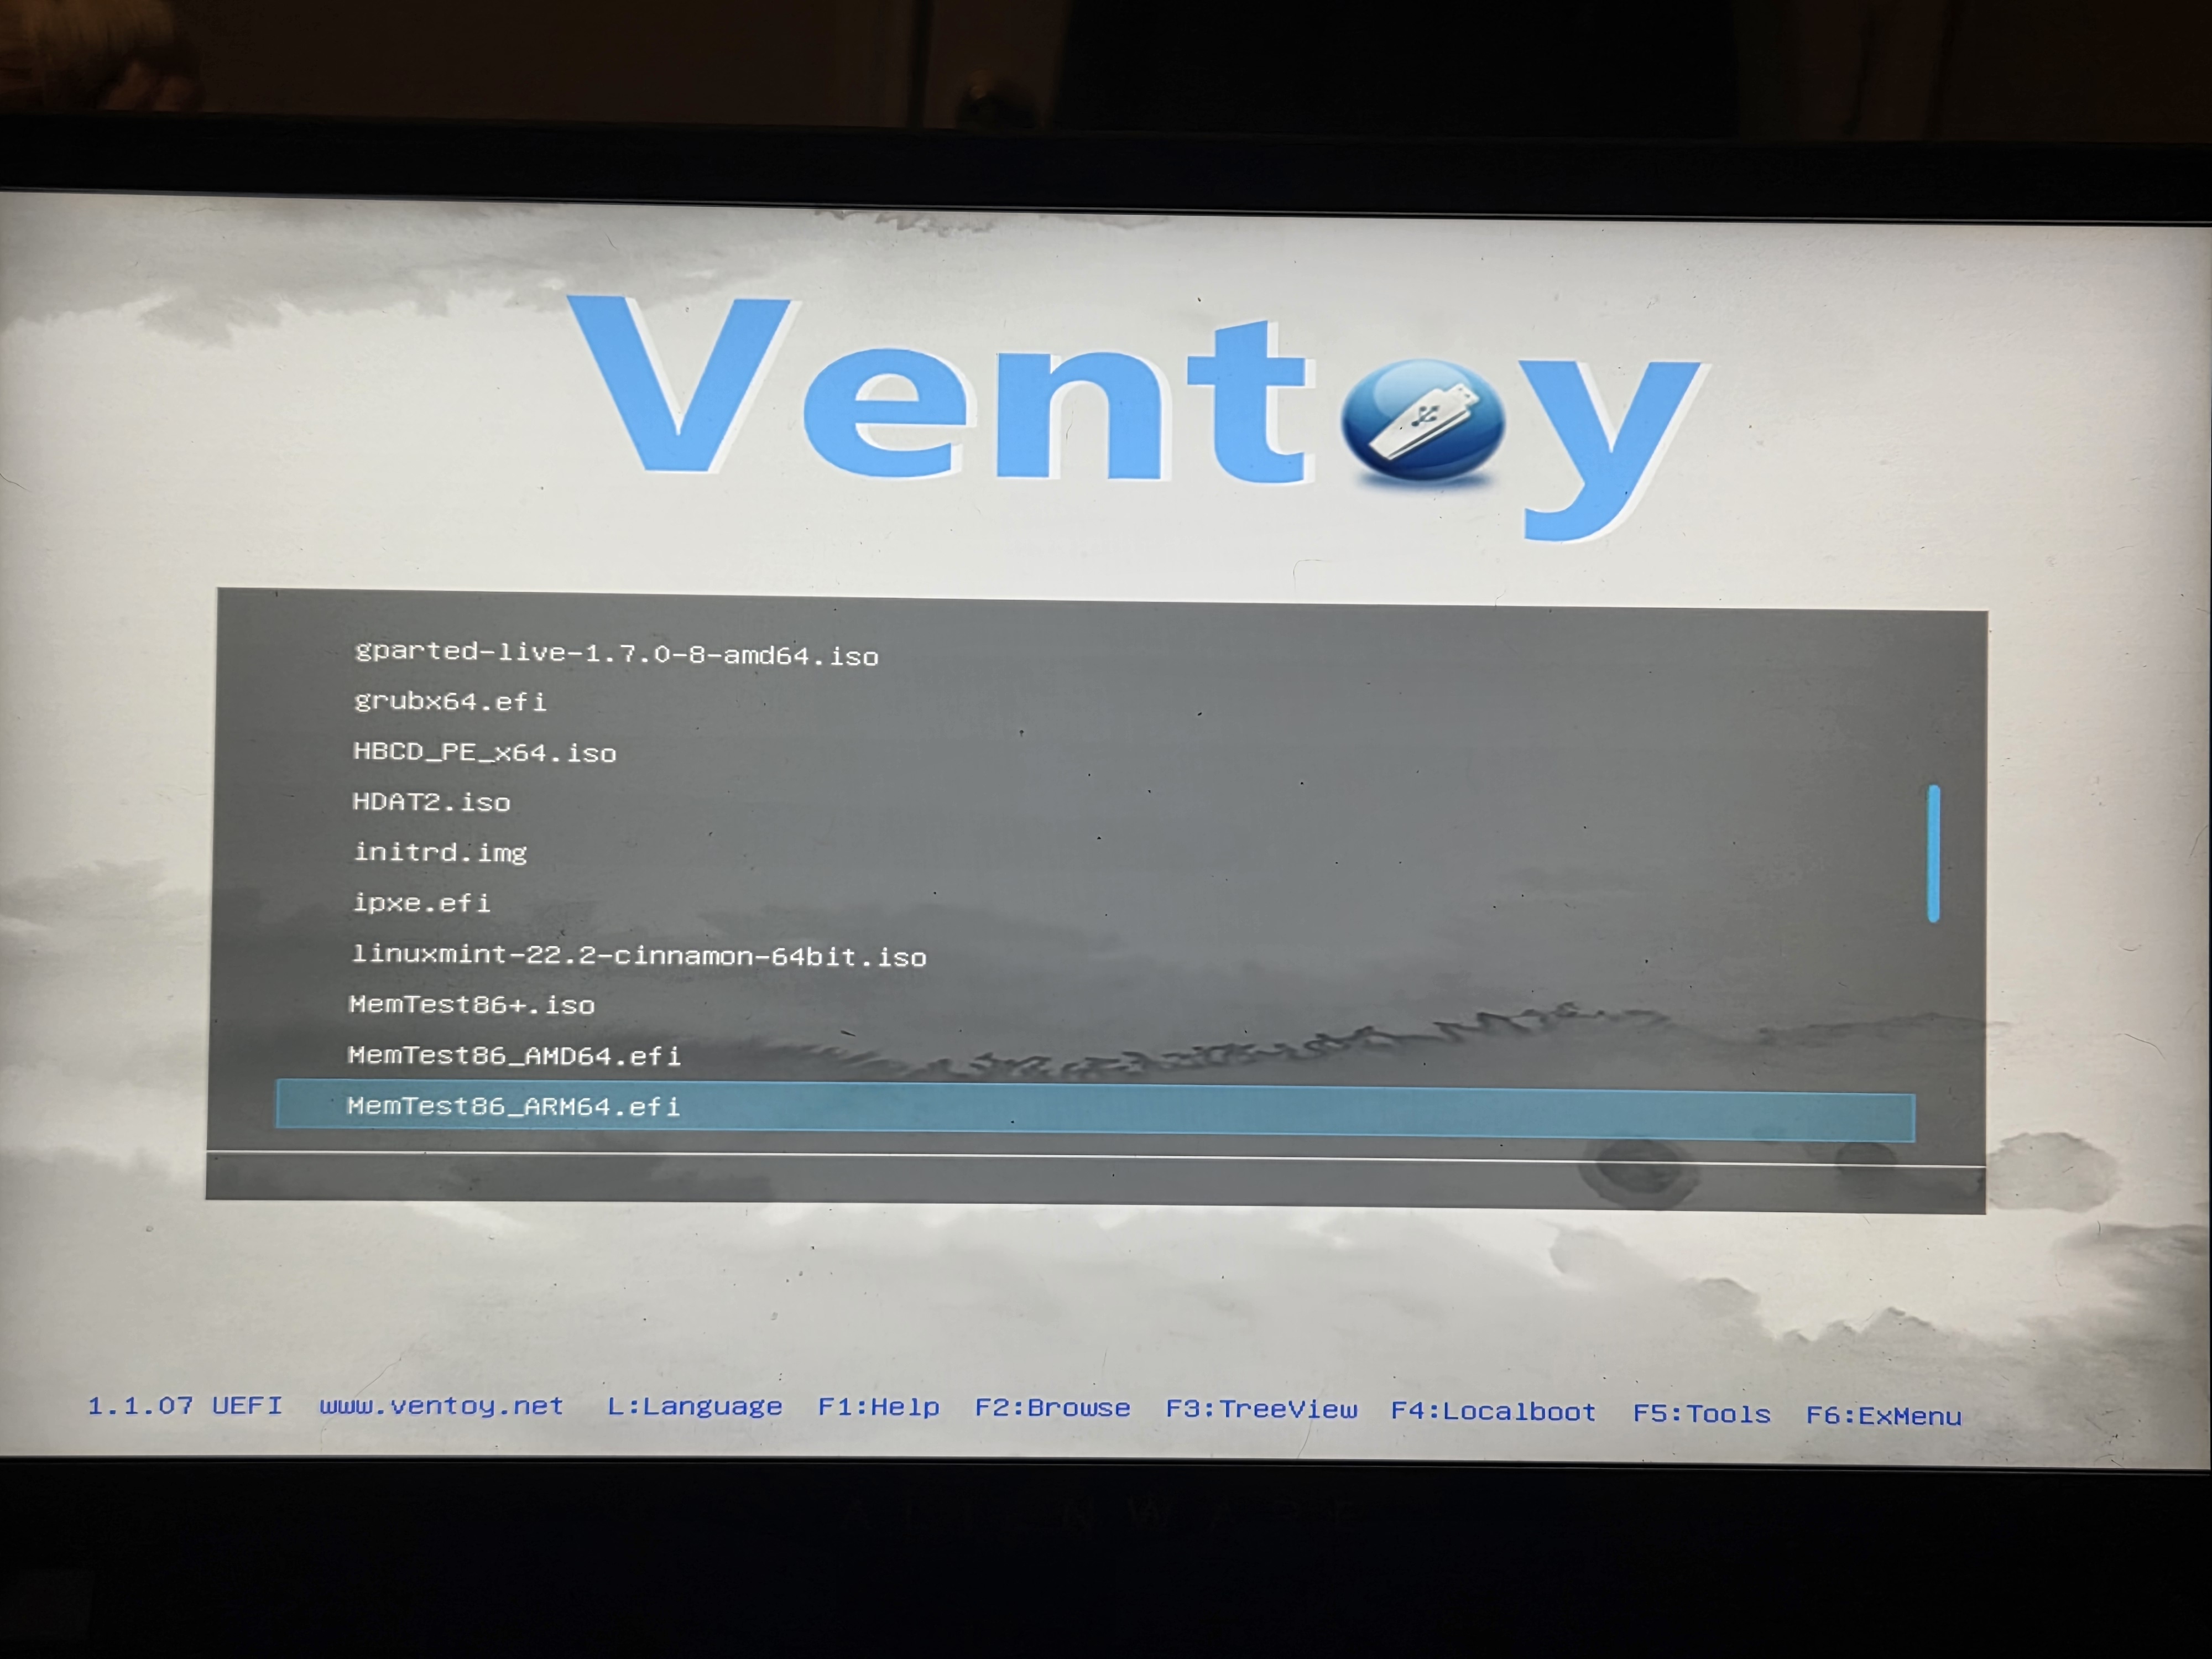 Ventoy
gparted-live-1.7.0-8-amd64.iso
grubx64.efi
HBCD_PE_x64.iso
HDAT2.iso
initrd.img
ipxe.efi
linuxmint-22.2-cinnamon-64bit.iso
MemTest86+.iso
MemTest86_AMD64.efi
MemTest86_ARM64.efi
1.1.07 UEFI www.ventoy.net L:Language F1:Help F2:Browse F3:TreeView F4:Localboot F5:Tools F6:ExMenu
ALIENWARE